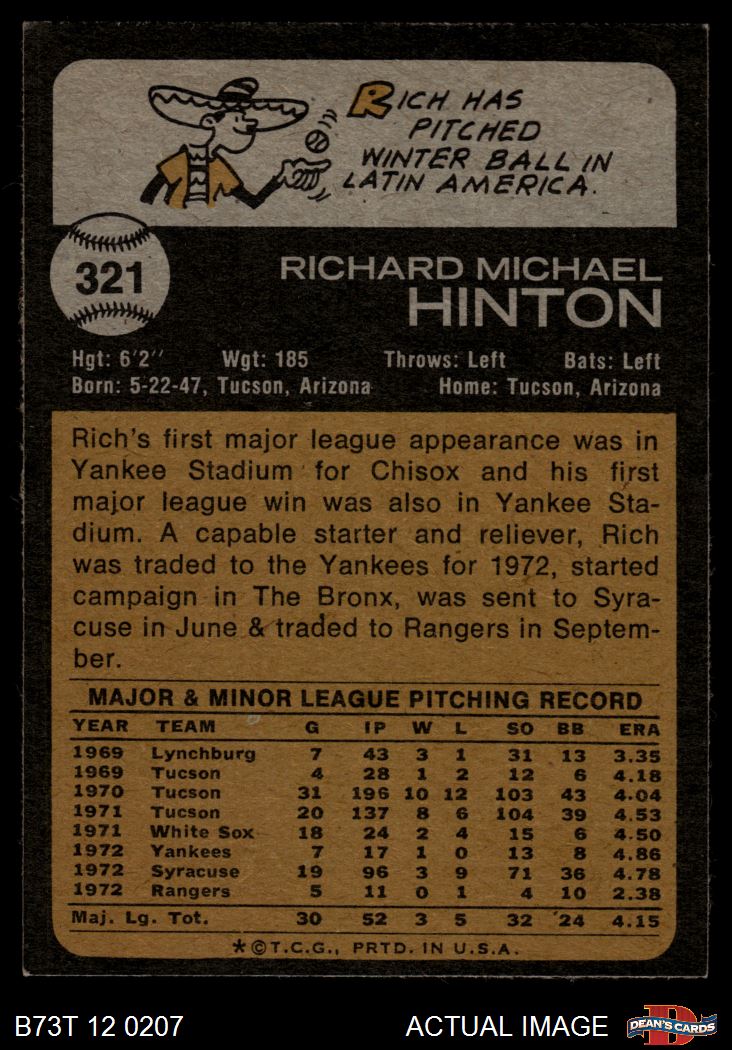 RICH HAS
PITCHED
WINTER BALL IN
LATIN AMERICA.
321
RICHARD MICHAEL
HINTON
Hgt: 6'2" Wgt: 185 Throws: Left Bats: Left
Born: 5-22-47, Tucson, Arizona Home: Tucson, Arizona
Rich's first major league appearance was in
Yankee Stadium for Chisox and his first
major league win was also in Yankee Sta-
dium. A capable starter and reliever, Rich
was traded to the Yankees for 1972, started
campaign in The Bronx, was sent to Syra-
cuse in June & traded to Rangers in Septem-
ber.
MAJOR & MINOR LEAGUE PITCHING RECORD
YEAR TEAM G IP W L SO BB ERA
1969 Lynchburg 7 43 3 1 31 13 3.35
1969 Tucson 4 28 1 2 12 6 4.18
1970 Tucson 31 196 10 12 103 43 4.04
1971 Tucson 20 137 8 6 104 39 4.53
1971 White Sox 18 24 2 4 15 6 4.50
1972 Yankees 7 17 1 0 13 8 4.86
1972 Syracuse 19 96 3 9 71 36 4.78
1972 Rangers 5 11 0 1 4 10 2.38
Maj. Lg. Tot. 30 52 3 5 32 24 4.15
*©T.C.G., PRTD. IN U.S.A.
B73T 12 0207 ACTUAL IMAGE DEAN'S CARDS